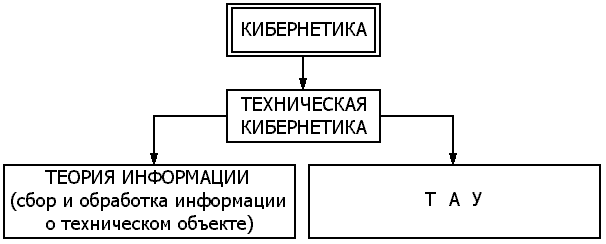 КИБЕРНЕТИКА
ТЕХНИЧЕСКАЯ
КИБЕРНЕТИКА
ТЕОРИЯ ИНФОРМАЦИИ
(сбор и обработка информации
о техническом объекте)
Т А У